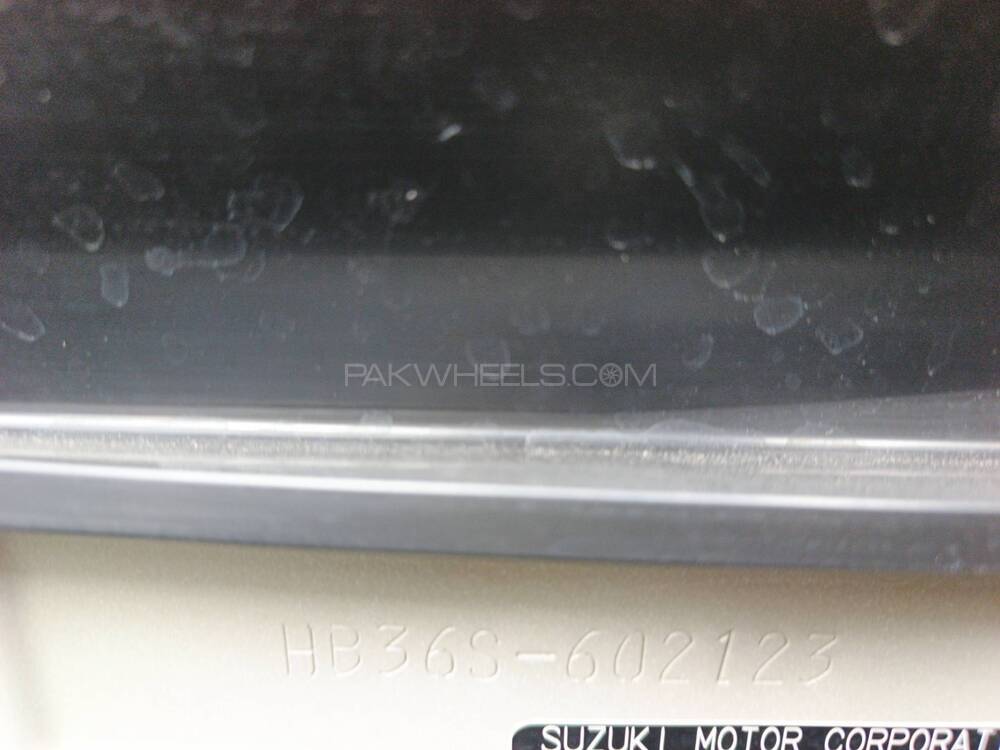 PAKWHEELS.COM
HB36S-602123
SUZUKI MOTOR CORPORAT